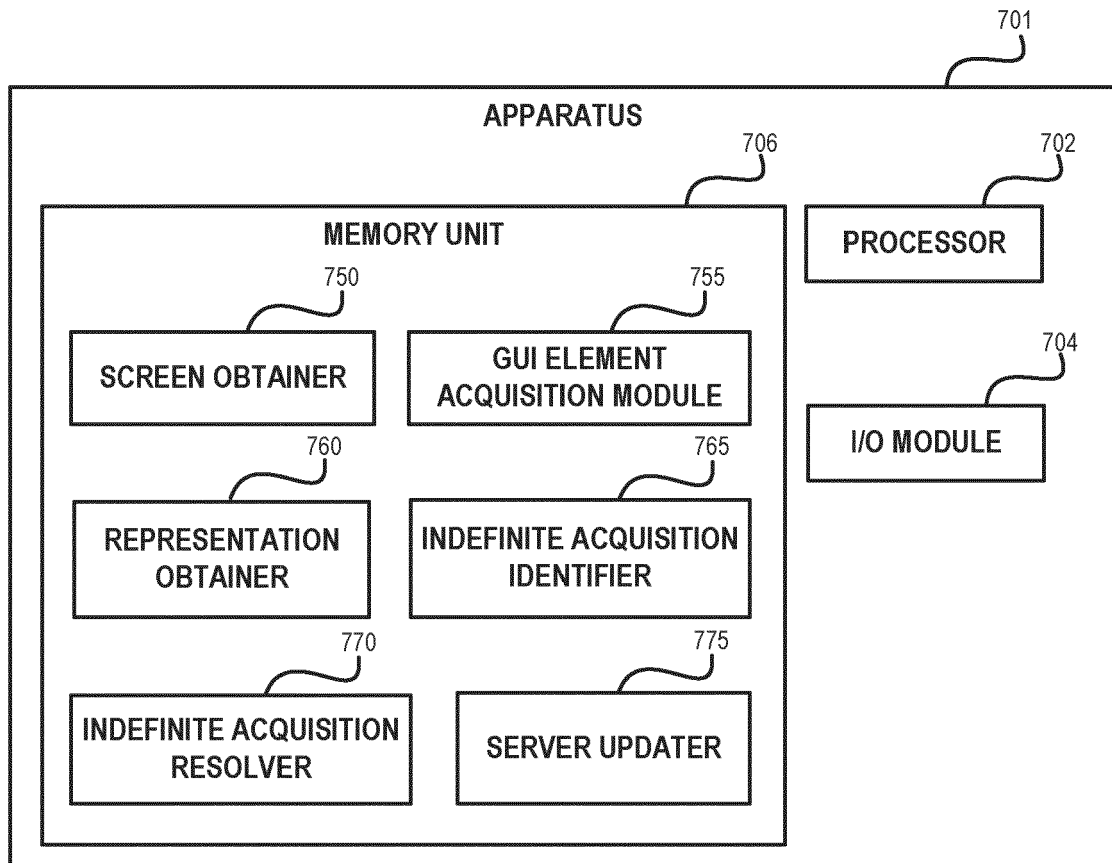 701
APPARATUS
706
702
MEMORY UNIT
PROCESSOR
750
755
SCREEN OBTAINER
GUI ELEMENT
ACQUISITION MODULE
704
I/O MODULE
760
765
REPRESENTATION
OBTAINER
INDEFINITE ACQUISITION
IDENTIFIER
770
775
INDEFINITE ACQUISITION
RESOLVER
SERVER UPDATER